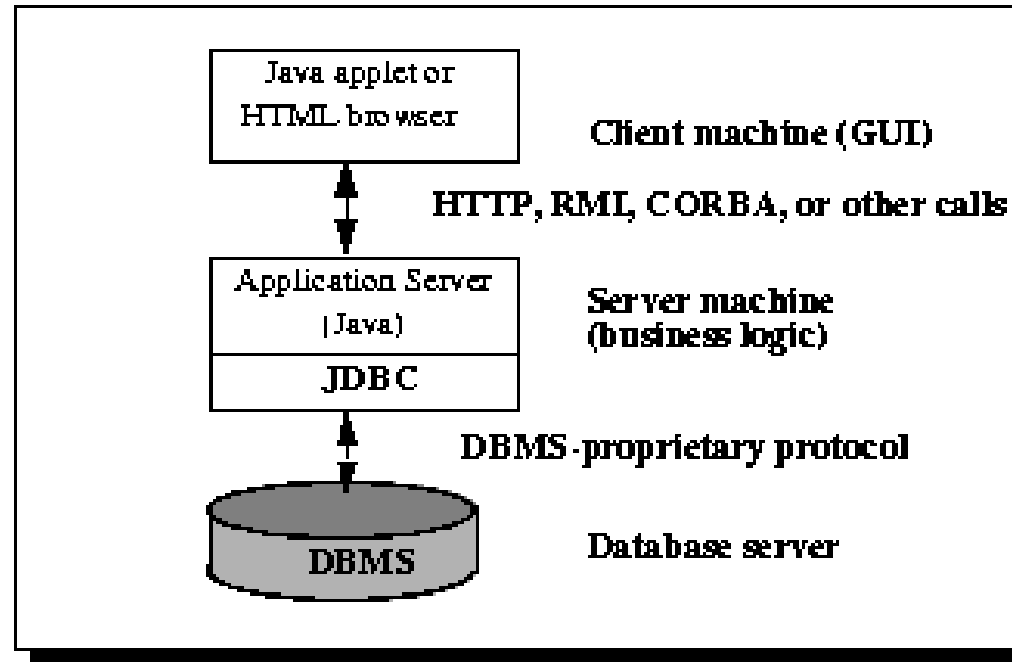 Java applet or
HTML browser
Client machine (GUI)
HTTP, RMI, CORBA, or other calls
Application Server
(Java)
Server machine
(business logic)
JDBC
DBMS-proprietary protocol
DBMS
Database server